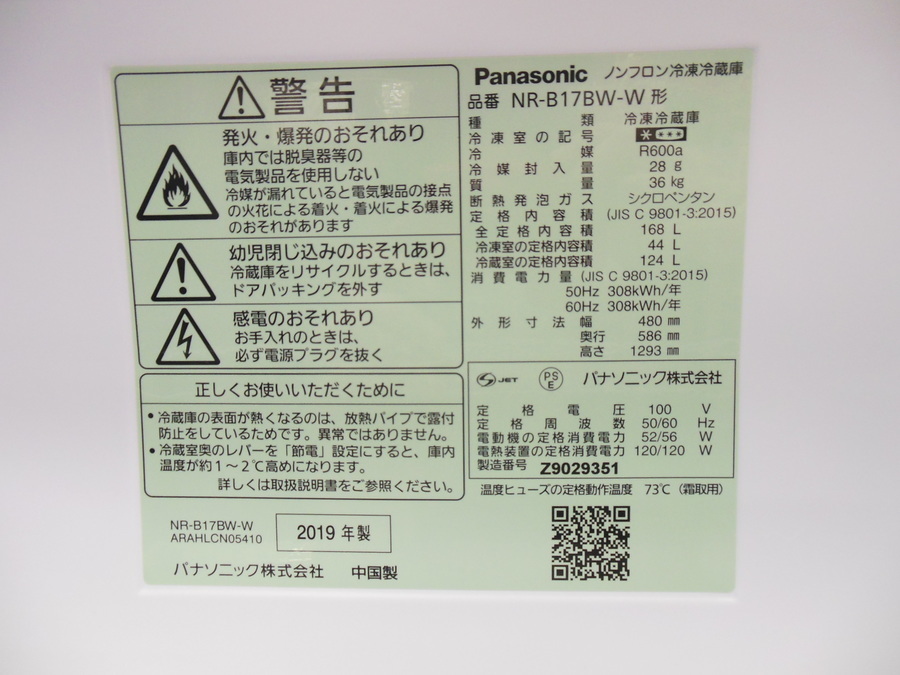 警告
発火・爆発のおそれあり
庫内では脱臭器等の
電気製品を使用しない
冷媒が漏れていると電気製品の接点
の火花による着火・着火による爆発
のおそれがあります
幼児閉じ込みのおそれあり
冷蔵庫をリサイクルするときは、
ドアパッキングを外す
感電のおそれあり
お手入れのときは、
必ず電源プラグを抜く
正しくお使いいただくために
•冷蔵庫の表面が熱くなるのは、放熱パイプで露付
防止をしているためです。異常ではありません。
•冷蔵室奥のレバーを「節電」設定にすると、庫内
温度が約1～2℃高めになります。
詳しくは取扱説明書をご参照ください。
NR-B17BW-W
ARAHLCN05410
2019 年製
パナソニック株式会社 中国製
Panasonic ノンフロン冷凍冷蔵庫
品番 NR-B17BW-W 形
種類 冷凍冷蔵庫
冷凍室の記号
冷媒 R600a
冷媒封入量 28 g
質量 36 kg
断熱発泡ガス シクロペンタン
定格内容積 (JIS C 9801-3:2015)
全定格内容積 168 L
冷凍室の定格内容積 44 L
冷蔵室の定格内容積 124 L
消費電力量 (JIS C 9801-3:2015)
50Hz 308kWh/年
60Hz 308kWh/年
外形寸法 幅 480 mm
奥行 586 mm
高さ 1293 mm
JET PS E パナソニック株式会社
定格電圧 100 V
定格周波数 50/60 Hz
電動機の定格消費電力 52/56 W
電熱装置の定格消費電力 120/120 W
製造番号 Z9029351
温度ヒューズの定格動作温度 73℃ (霜取用)